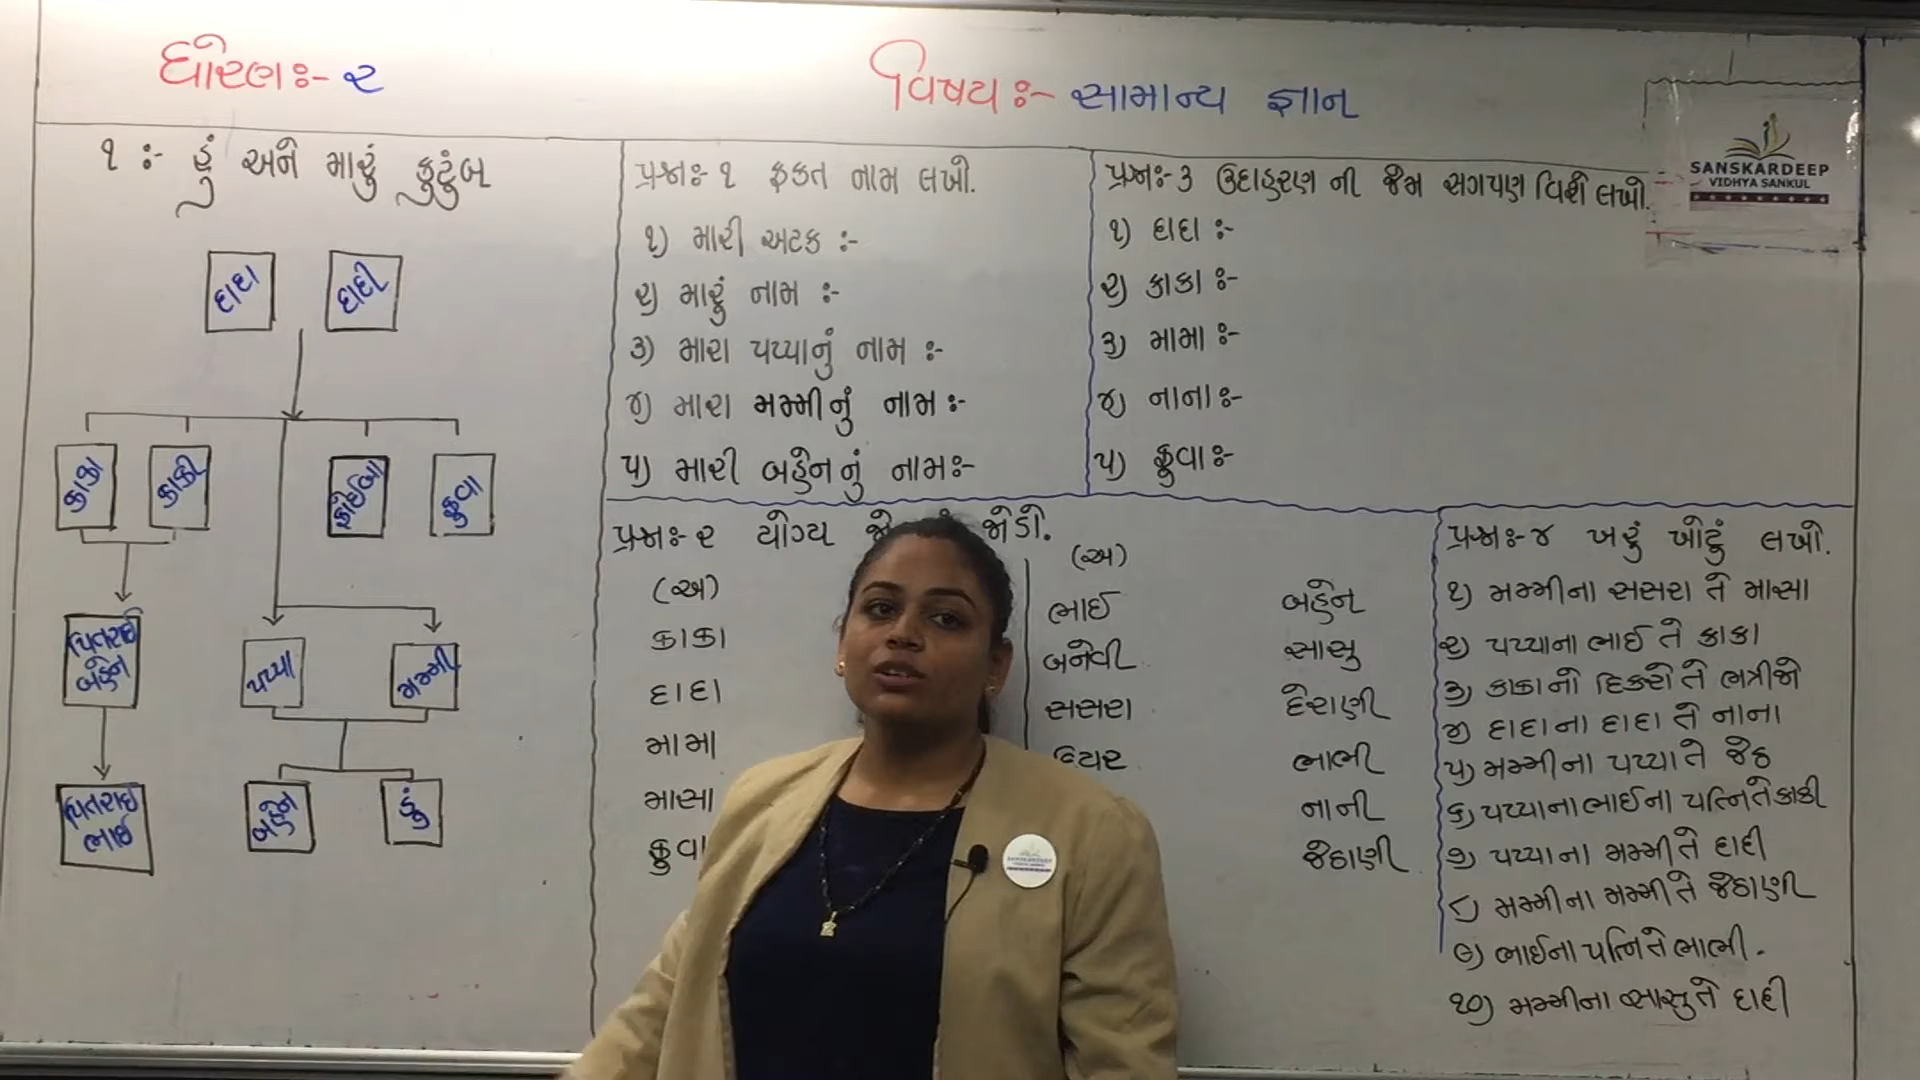 ધોરણઃ- ૨
વિષયઃ- સામાન્ય જ્ઞાન
SANSKARDEEP
VIDHYA SANKUL
૧ઃ- હું અને મારું કુટુંબ
દાદા
દાદી
કાકા
કાકી
ફોઈબા
ફુવા
પિતરાઈ
બહેન
પપ્પા
મમ્મી
પિતરાઈ
ભાઈ
બહેન
હું
પ્રશ્નઃ- ૧ ફકત નામ લખો.
૧) મારી અટક ઃ-
૨) મારું નામ ઃ-
૩) મારા પપ્પાનું નામ ઃ-
૪) મારા મમ્મીનું નામ ઃ-
૫) મારી બહેનનું નામઃ-
પ્રશ્નઃ- ૩ ઉદાહરણ ની જેમ સગપણ વિશે લખો.
૧) દાદા ઃ-
૨) કાકા ઃ-
૩) મામા ઃ-
૪) નાના ઃ-
૫) ફુવા ઃ-
પ્રશ્નઃ- ૨ યોગ્ય જોડો.
(અ)
કાકા
દાદા
મામા
માસા
ફુવા
(અ)
ભાઈ
બનેવી
સસરા
બહેન
સાસુ
દેરાણી
ભાભી
નાની
જેઠાણી
પ્રશ્નઃ- ૪ ખરું ખોટું લખો.
૧) મમ્મીના સસરા તે માસા
૨) પપ્પાના ભાઈ તે કાકા
૩) કાકાનો દિકરો તે ભત્રીજો
૪) દાદાના દાદા તે નાના
૫) મમ્મીના પપ્પા તે જેઠ
૬) પપ્પાના ભાઈના પત્નિ તે કાકી
૭) પપ્પાના મમ્મી તે દાદી
૮) મમ્મીના મમ્મી તે જેઠાણી
૯) ભાઈના પત્નિ તે ભાભી.
૧૦) મમ્મીના સાસુ તે દાદી